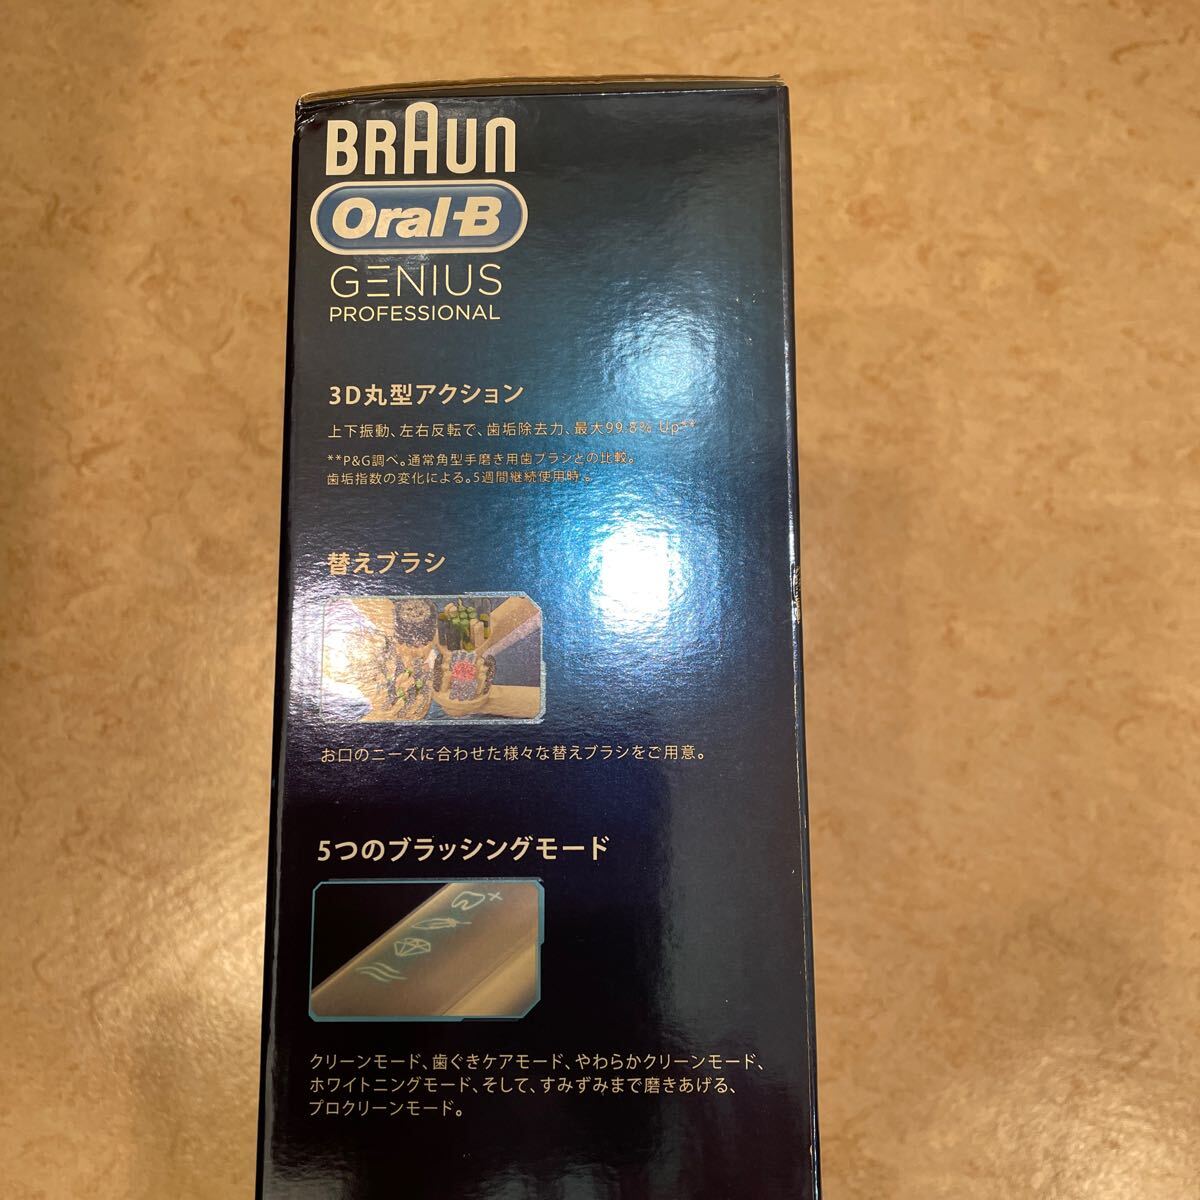 BRAUN
Oral-B
GENIUS
PROFESSIONAL
3D丸型アクション
上下振動、左右反転で、歯垢除去力、最大99.8% Up**
**P&G調べ。通常角型手磨き用歯ブラシとの比較。
歯垢指数の変化による。5週間継続使用時。
替えブラシ
お口のニーズに合わせた様々な替えブラシをご用意。
5つのブラッシングモード
クリーンモード、歯ぐきケアモード、やわらかクリーンモード、
ホワイトニングモード、そして、すみずみまで磨きあげる、
プロクリーンモード。